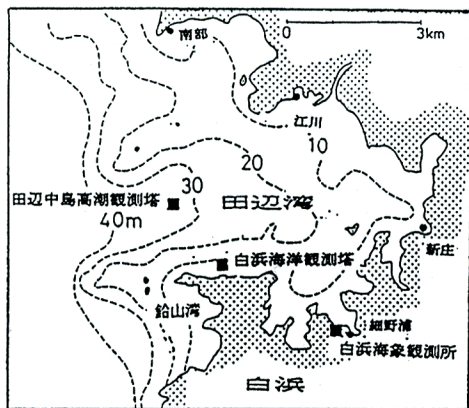 0 3km
南部
江川
10
20
30
田辺中島高潮観測塔
40m
田辺湾
新庄
白浜海洋観測塔
鉛山湾
細野浦
白浜海象観測所
白浜